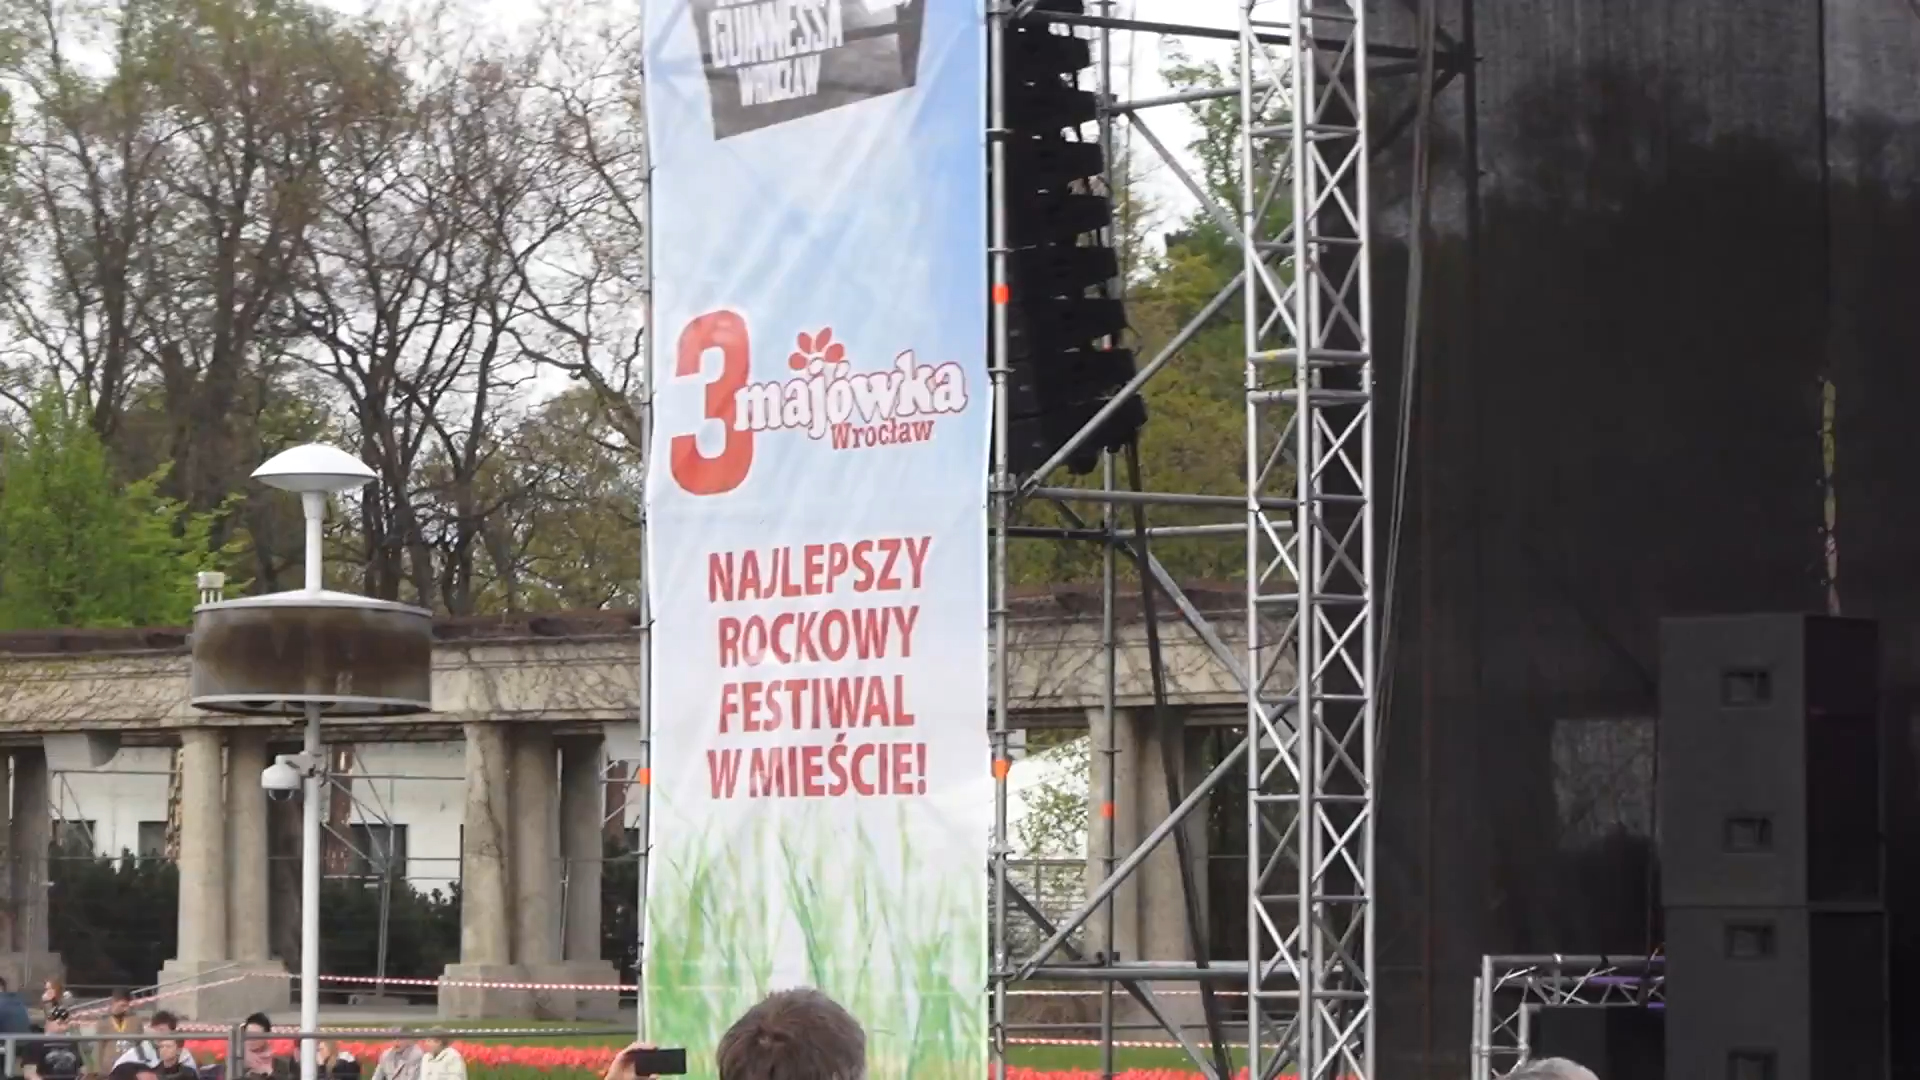 GUINNESSA
WROCŁAW
3majówka
Wrocław
NAJLEPSZY
ROCKOWY
FESTIWAL
W MIEŚCIE!